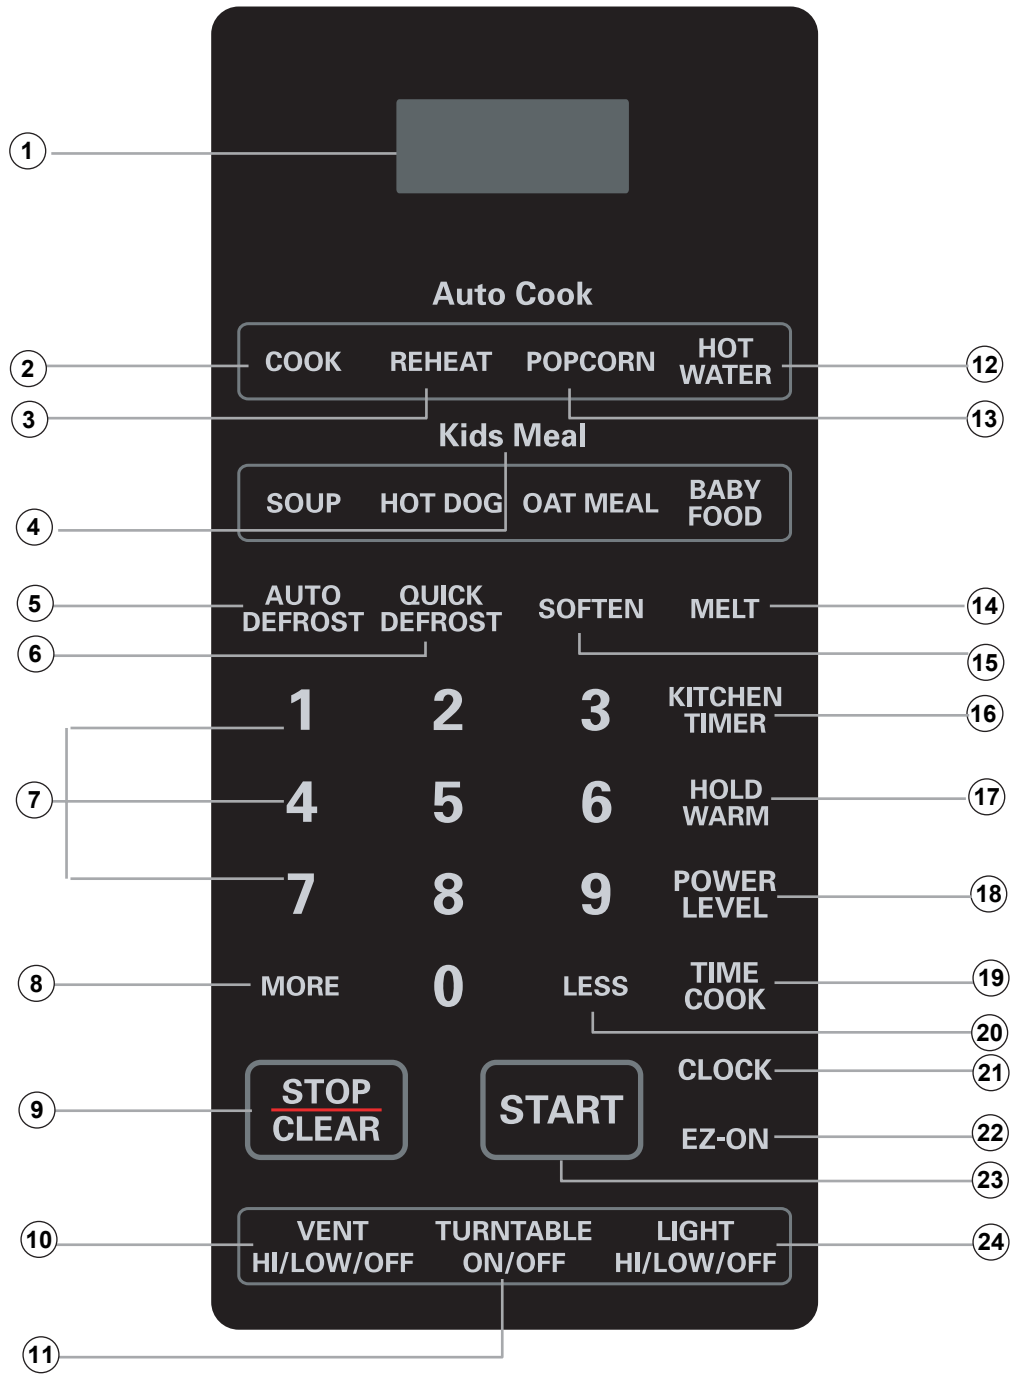 1
Auto Cook
2 COOK REHEAT POPCORN HOT WATER 12
3 13
Kids Meal
4 SOUP HOT DOG OAT MEAL BABY FOOD
5 AUTO DEFROST QUICK DEFROST SOFTEN MELT 14
6 15
1 2 3 KITCHEN TIMER 16
7 4 5 6 HOLD WARM 17
7 8 9 POWER LEVEL 18
8 MORE 0 LESS TIME COOK 19
20
CLOCK 21
9 STOP CLEAR START
EZ-ON 22
23
10 VENT HI/LOW/OFF TURNTABLE ON/OFF LIGHT HI/LOW/OFF 24
11